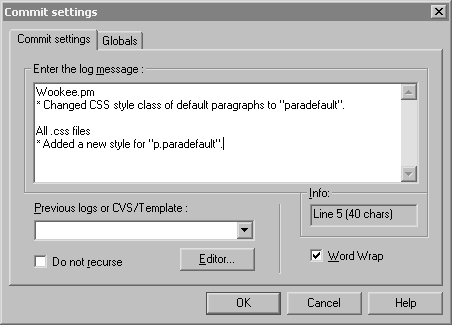 Commit settings
Commit settings Globals
Enter the log message :
Wookee.pm
* Changed CSS style class of default paragraphs to "paradefault".
All .css files
* Added a new style for "p.paradefault".
Info:
Previous logs or CVS/Template :
Line 5 (40 chars)
Do not recurse
Editor...
Word Wrap
OK
Cancel
Help